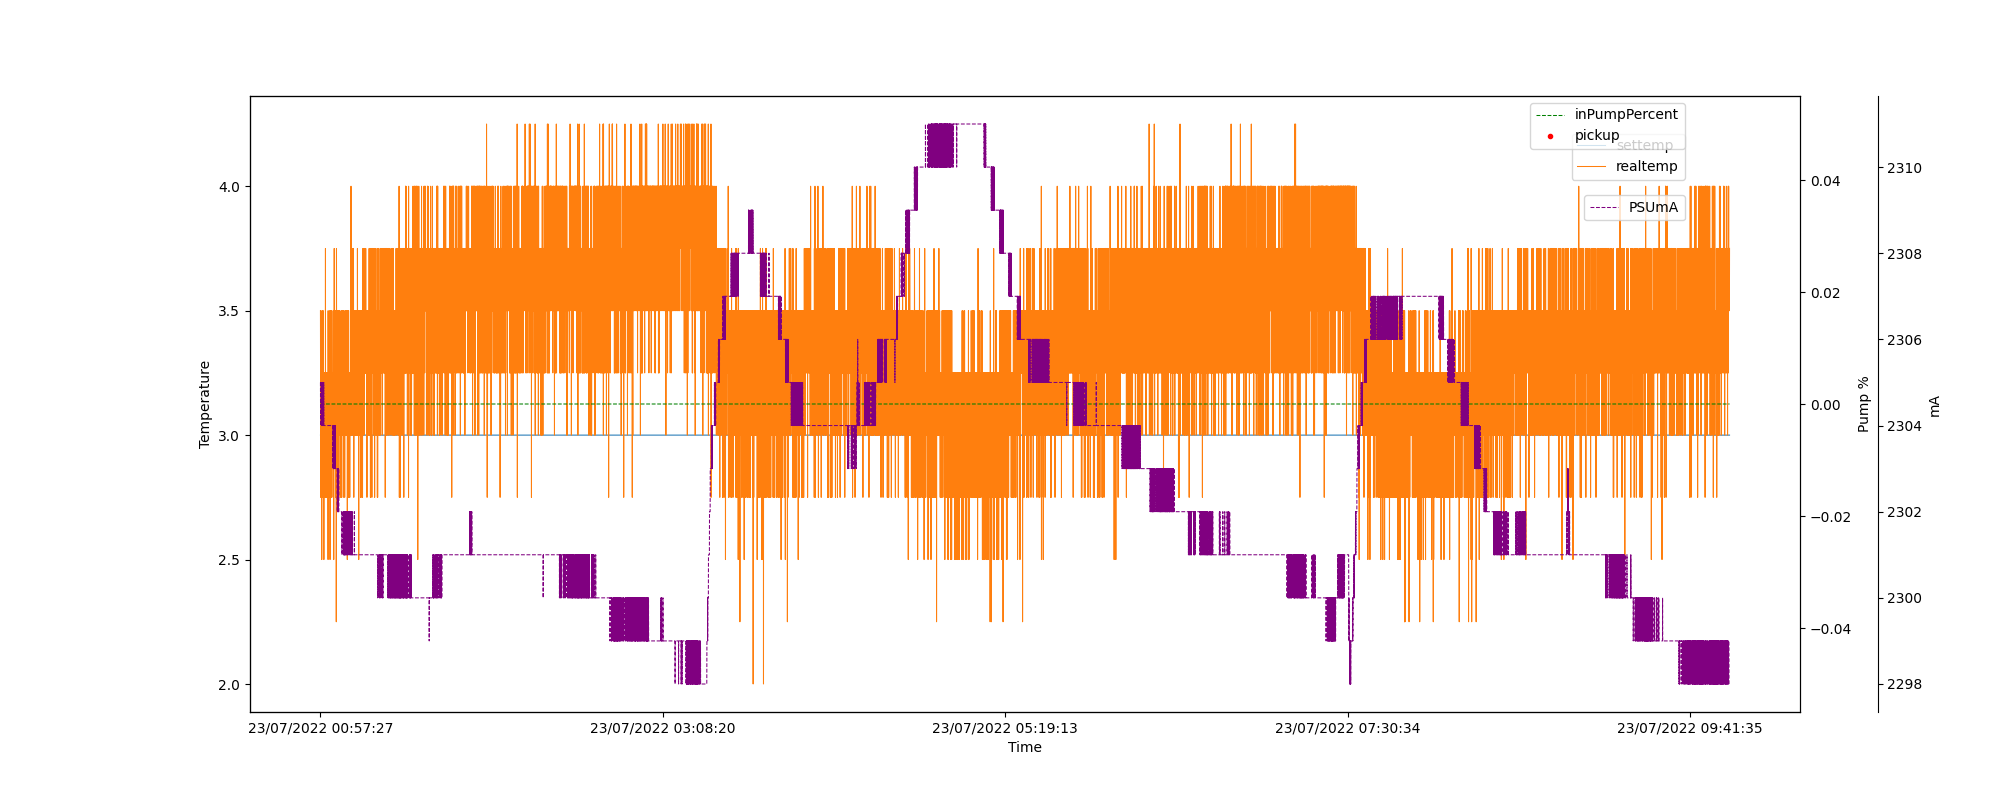 inPumpPercent
pickup
settemp
realtemp
PSUmA
4.0
3.5
3.0
2.5
2.0
Temperature
0.04
0.02
0.00
−0.02
−0.04
Pump %
2310
2308
2306
2304
2302
2300
2298
mA
23/07/2022 00:57:27
23/07/2022 03:08:20
23/07/2022 05:19:13
23/07/2022 07:30:34
23/07/2022 09:41:35
Time